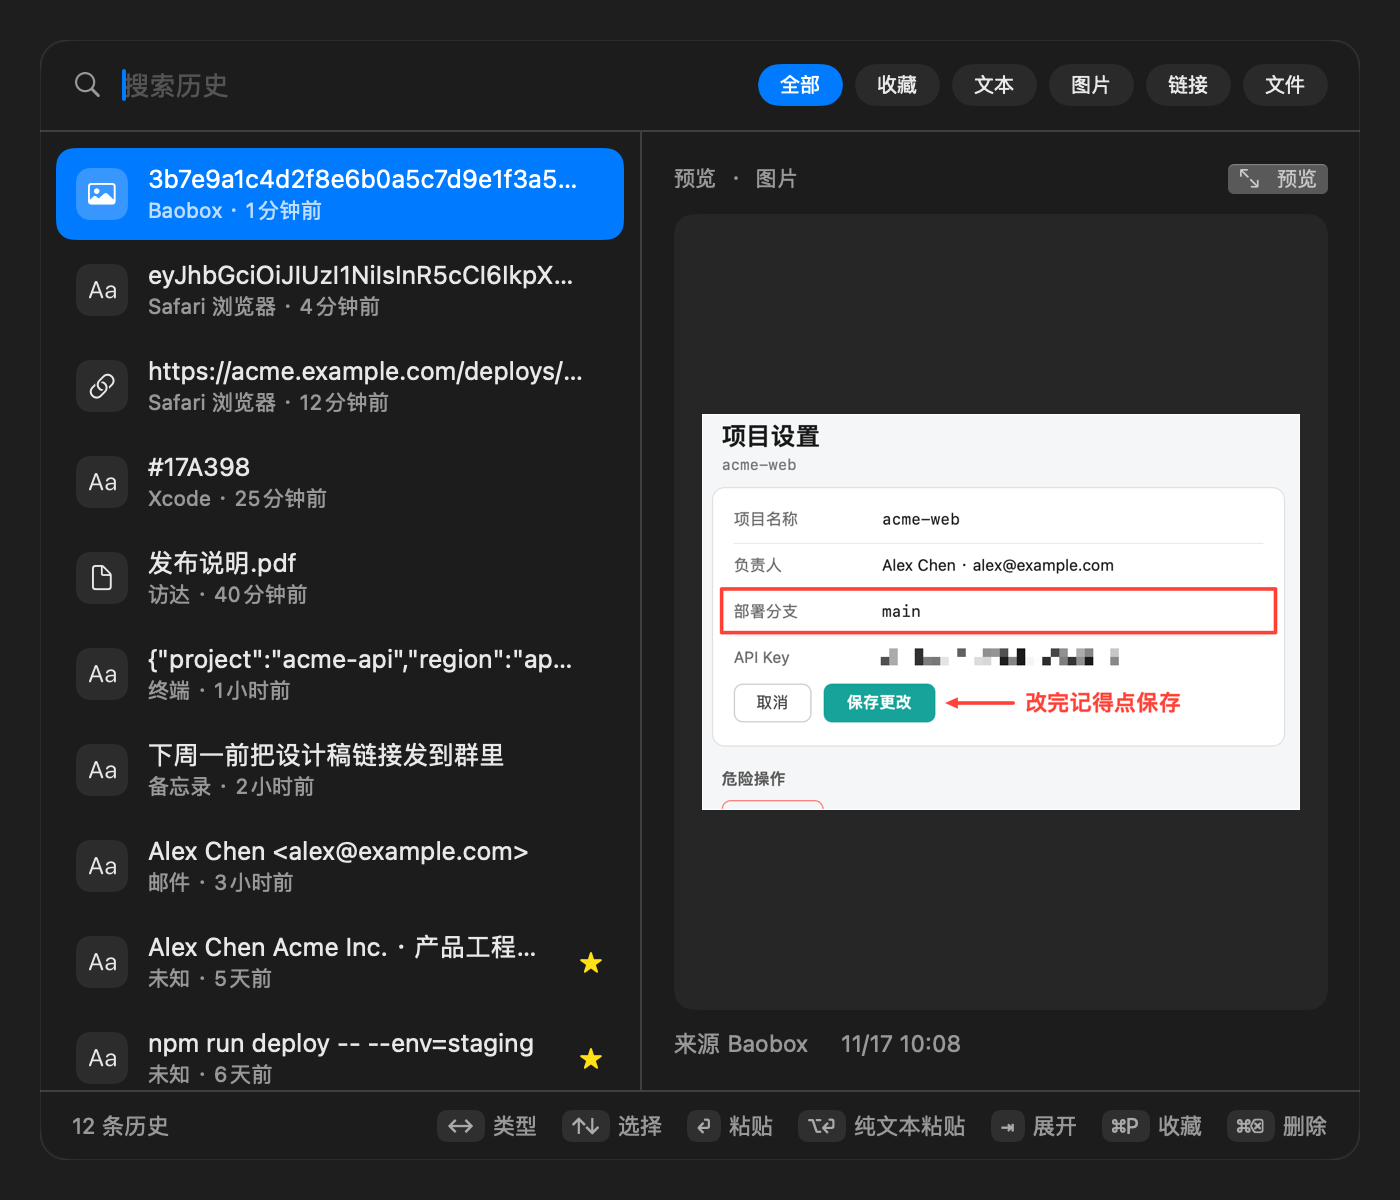 搜索历史
全部 收藏 文本 图片 链接 文件
3b7e9a1c4d2f8e6b0a5c7d9e1f3a5...
Baobox · 1分钟前
Aa
eyJhbGciOiJIUzI1NiIsInR5cCI6IkpX...
Safari 浏览器 · 4分钟前
https://acme.example.com/deploys/...
Safari 浏览器 · 12分钟前
Aa
#17A398
Xcode · 25分钟前
发布说明.pdf
访达 · 40分钟前
Aa
{"project":"acme-api","region":"ap...
终端 · 1小时前
Aa
下周一前把设计稿链接发到群里
备忘录 · 2小时前
Aa
Alex Chen <alex@example.com>
邮件 · 3小时前
Aa
Alex Chen Acme Inc. · 产品工程...
未知 · 5天前
Aa
npm run deploy -- --env=staging
未知 · 6天前
预览 · 图片
预览
项目设置
acme-web
项目名称 acme-web
负责人 Alex Chen · alex@example.com
部署分支 main
API Key
取消 保存更改 改完记得点保存
危险操作
来源 Baobox 11/17 10:08
12 条历史
↔ 类型 ↑↓ 选择 ↵ 粘贴 ⌥↵ 纯文本粘贴 ⇥ 展开 ⌘P 收藏 ⌘⌫ 删除